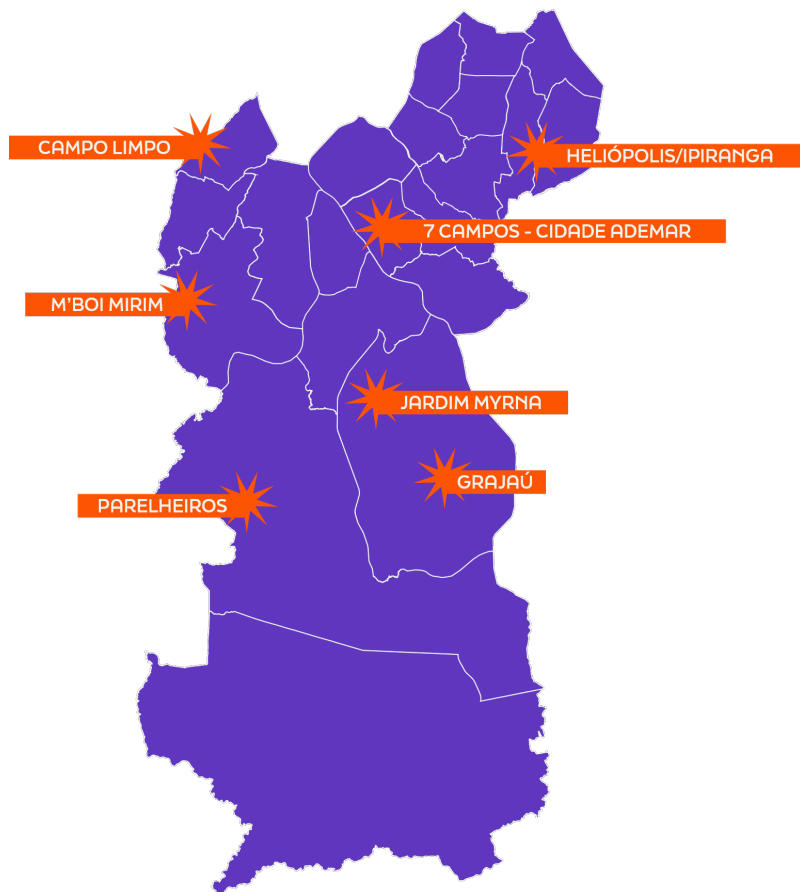 CAMPO LIMPO
HELIÓPOLIS/IPIRANGA
7 CAMPOS - CIDADE ADEMAR
M'BOI MIRIM
JARDIM MYRNA
GRAJAÚ
PARELHEIROS